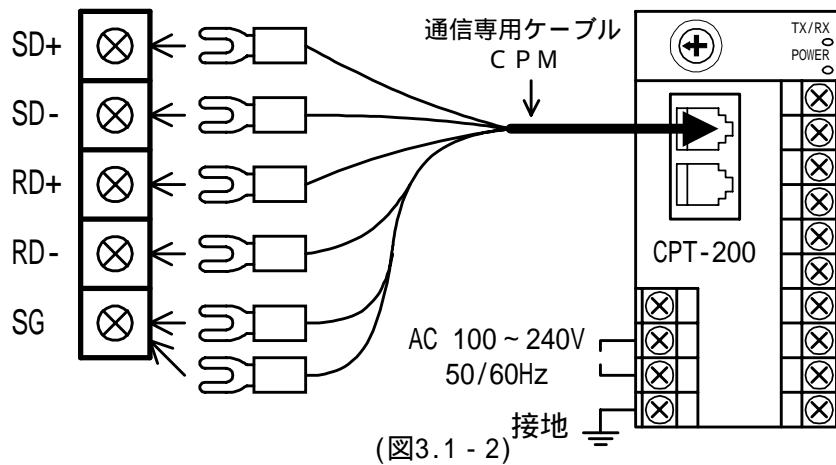 SD+
SD-
RD+
RD-
SG
通信専用ケーブル
CPM
TX/RX
POWER
CPT-200
AC 100~240V
50/60Hz
接地
(図3.1-2)